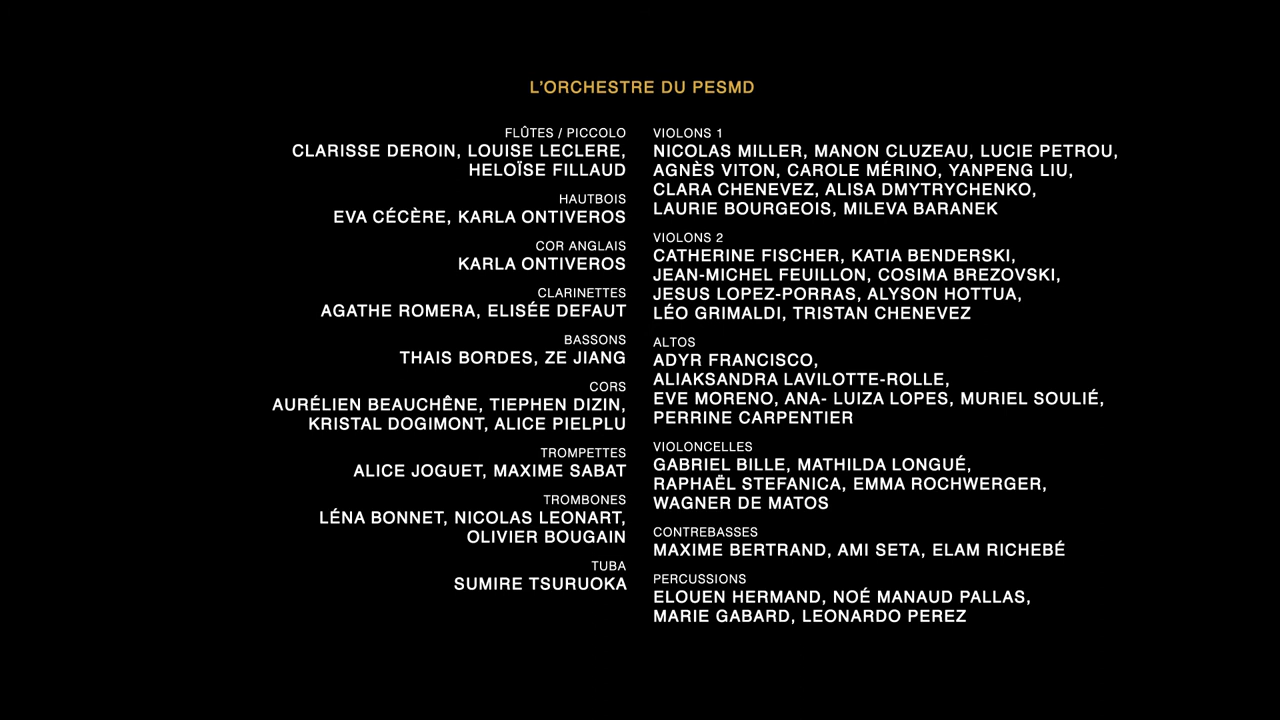 L'ORCHESTRE DU PESMD
FLÛTES / PICCOLO
CLARISSE DEROIN, LOUISE LECLERE,
HELOÏSE FILLAUD
HAUTBOIS
EVA CÉCÈRE, KARLA ONTIVEROS
COR ANGLAIS
KARLA ONTIVEROS
CLARINETTES
AGATHE ROMERA, ELISÉE DEFAUT
BASSONS
THAIS BORDES, ZE JIANG
CORS
AURÉLIEN BEAUCHÊNE, TIEPHEN DIZIN,
KRISTAL DOGIMONT, ALICE PIELPLU
TROMPETTES
ALICE JOGUET, MAXIME SABAT
TROMBONES
LÉNA BONNET, NICOLAS LEONART,
OLIVIER BOUGAIN
TUBA
SUMIRE TSURUOKA
VIOLONS 1
NICOLAS MILLER, MANON CLUZEAU, LUCIE PETROU,
AGNÈS VITON, CAROLE MÉRINO, YANPENG LIU,
CLARA CHENEVEZ, ALISA DMYTRYCHENKO,
LAURIE BOURGEOIS, MILEVA BARANEK
VIOLONS 2
CATHERINE FISCHER, KATIA BENDERSKI,
JEAN-MICHEL FEUILLON, COSIMA BREZOVSKI,
JESUS LOPEZ-PORRAS, ALYSON HOTTUA,
LÉO GRIMALDI, TRISTAN CHENEVEZ
ALTOS
ADYR FRANCISCO,
ALIAKSANDRA LAVILOTTE-ROLLE,
EVE MORENO, ANA- LUIZA LOPES, MURIEL SOULIÉ,
PERRINE CARPENTIER
VIOLONCELLES
GABRIEL BILLE, MATHILDA LONGUÉ,
RAPHAËL STEFANICA, EMMA ROCHWERGER,
WAGNER DE MATOS
CONTREBASSES
MAXIME BERTRAND, AMI SETA, ELAM RICHEBÉ
PERCUSSIONS
ELOUEN HERMAND, NOÉ MANAUD PALLAS,
MARIE GABARD, LEONARDO PEREZ